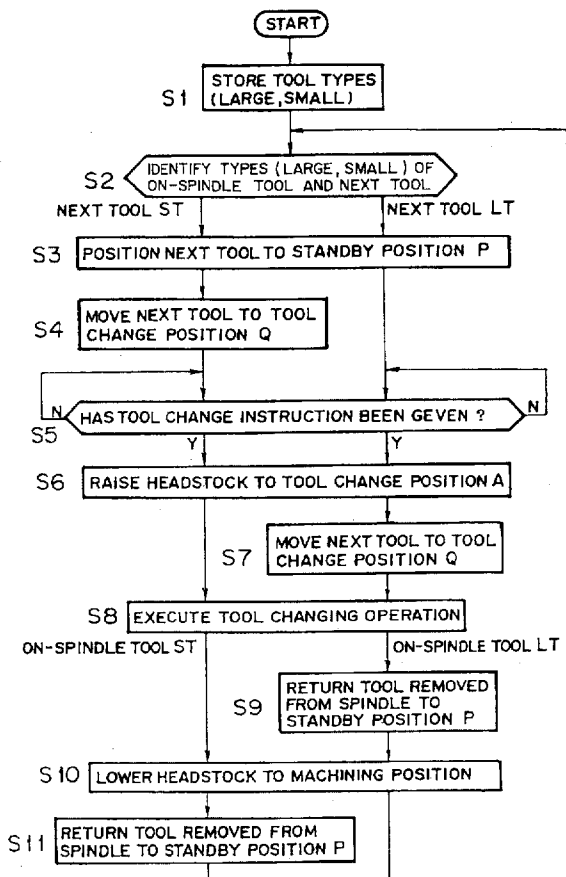 START
S1
STORE TOOL TYPES
(LARGE, SMALL)
S2
IDENTIFY TYPES (LARGE, SMALL) OF
ON-SPINDLE TOOL AND NEXT TOOL
NEXT TOOL ST
NEXT TOOL LT
S3
POSITION NEXT TOOL TO STANDBY POSITION P
S4
MOVE NEXT TOOL TO TOOL
CHANGE POSITION Q
N
HAS TOOL CHANGE INSTRUCTION BEEN GEVEN ?
N
S5
Y
Y
S6
RAISE HEADSTOCK TO TOOL CHANGE POSITION A
S7
MOVE NEXT TOOL TO TOOL
CHANGE POSITION Q
S8
EXECUTE TOOL CHANGING OPERATION
ON-SPINDLE TOOL ST
ON-SPINDLE TOOL LT
S9
RETURN TOOL REMOVED
FROM SPINDLE TO
STANDBY POSITION P
S10
LOWER HEADSTOCK TO MACHINING POSITION
S11
RETURN TOOL REMOVED FROM
SPINDLE TO STANDBY POSITION P